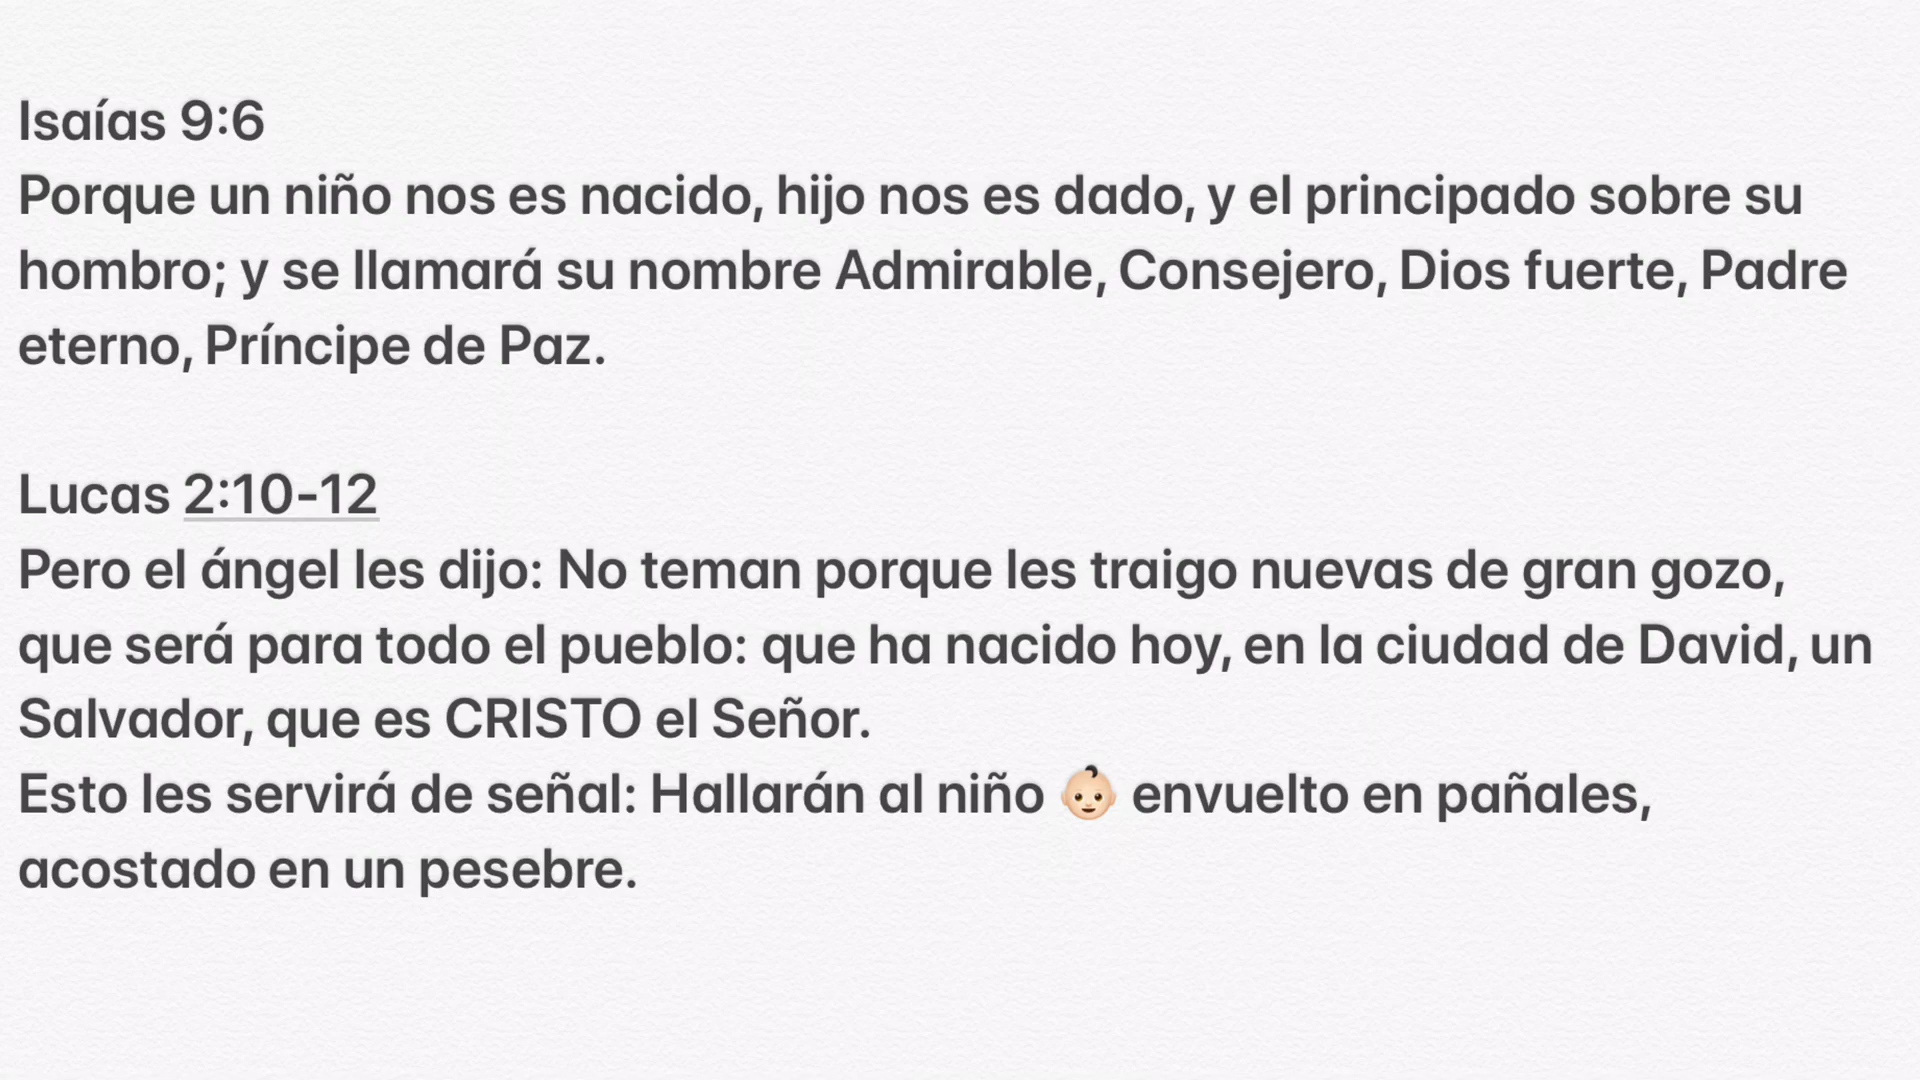 Isaías 9:6
Porque un niño nos es nacido, hijo nos es dado, y el principado sobre su
hombro; y se llamará su nombre Admirable, Consejero, Dios fuerte, Padre
eterno, Príncipe de Paz.
Lucas 2:10-12
Pero el ángel les dijo: No teman porque les traigo nuevas de gran gozo,
que será para todo el pueblo: que ha nacido hoy, en la ciudad de David, un
Salvador, que es CRISTO el Señor.
Esto les servirá de señal: Hallarán al niño 👶🏻 envuelto en pañales,
acostado en un pesebre.